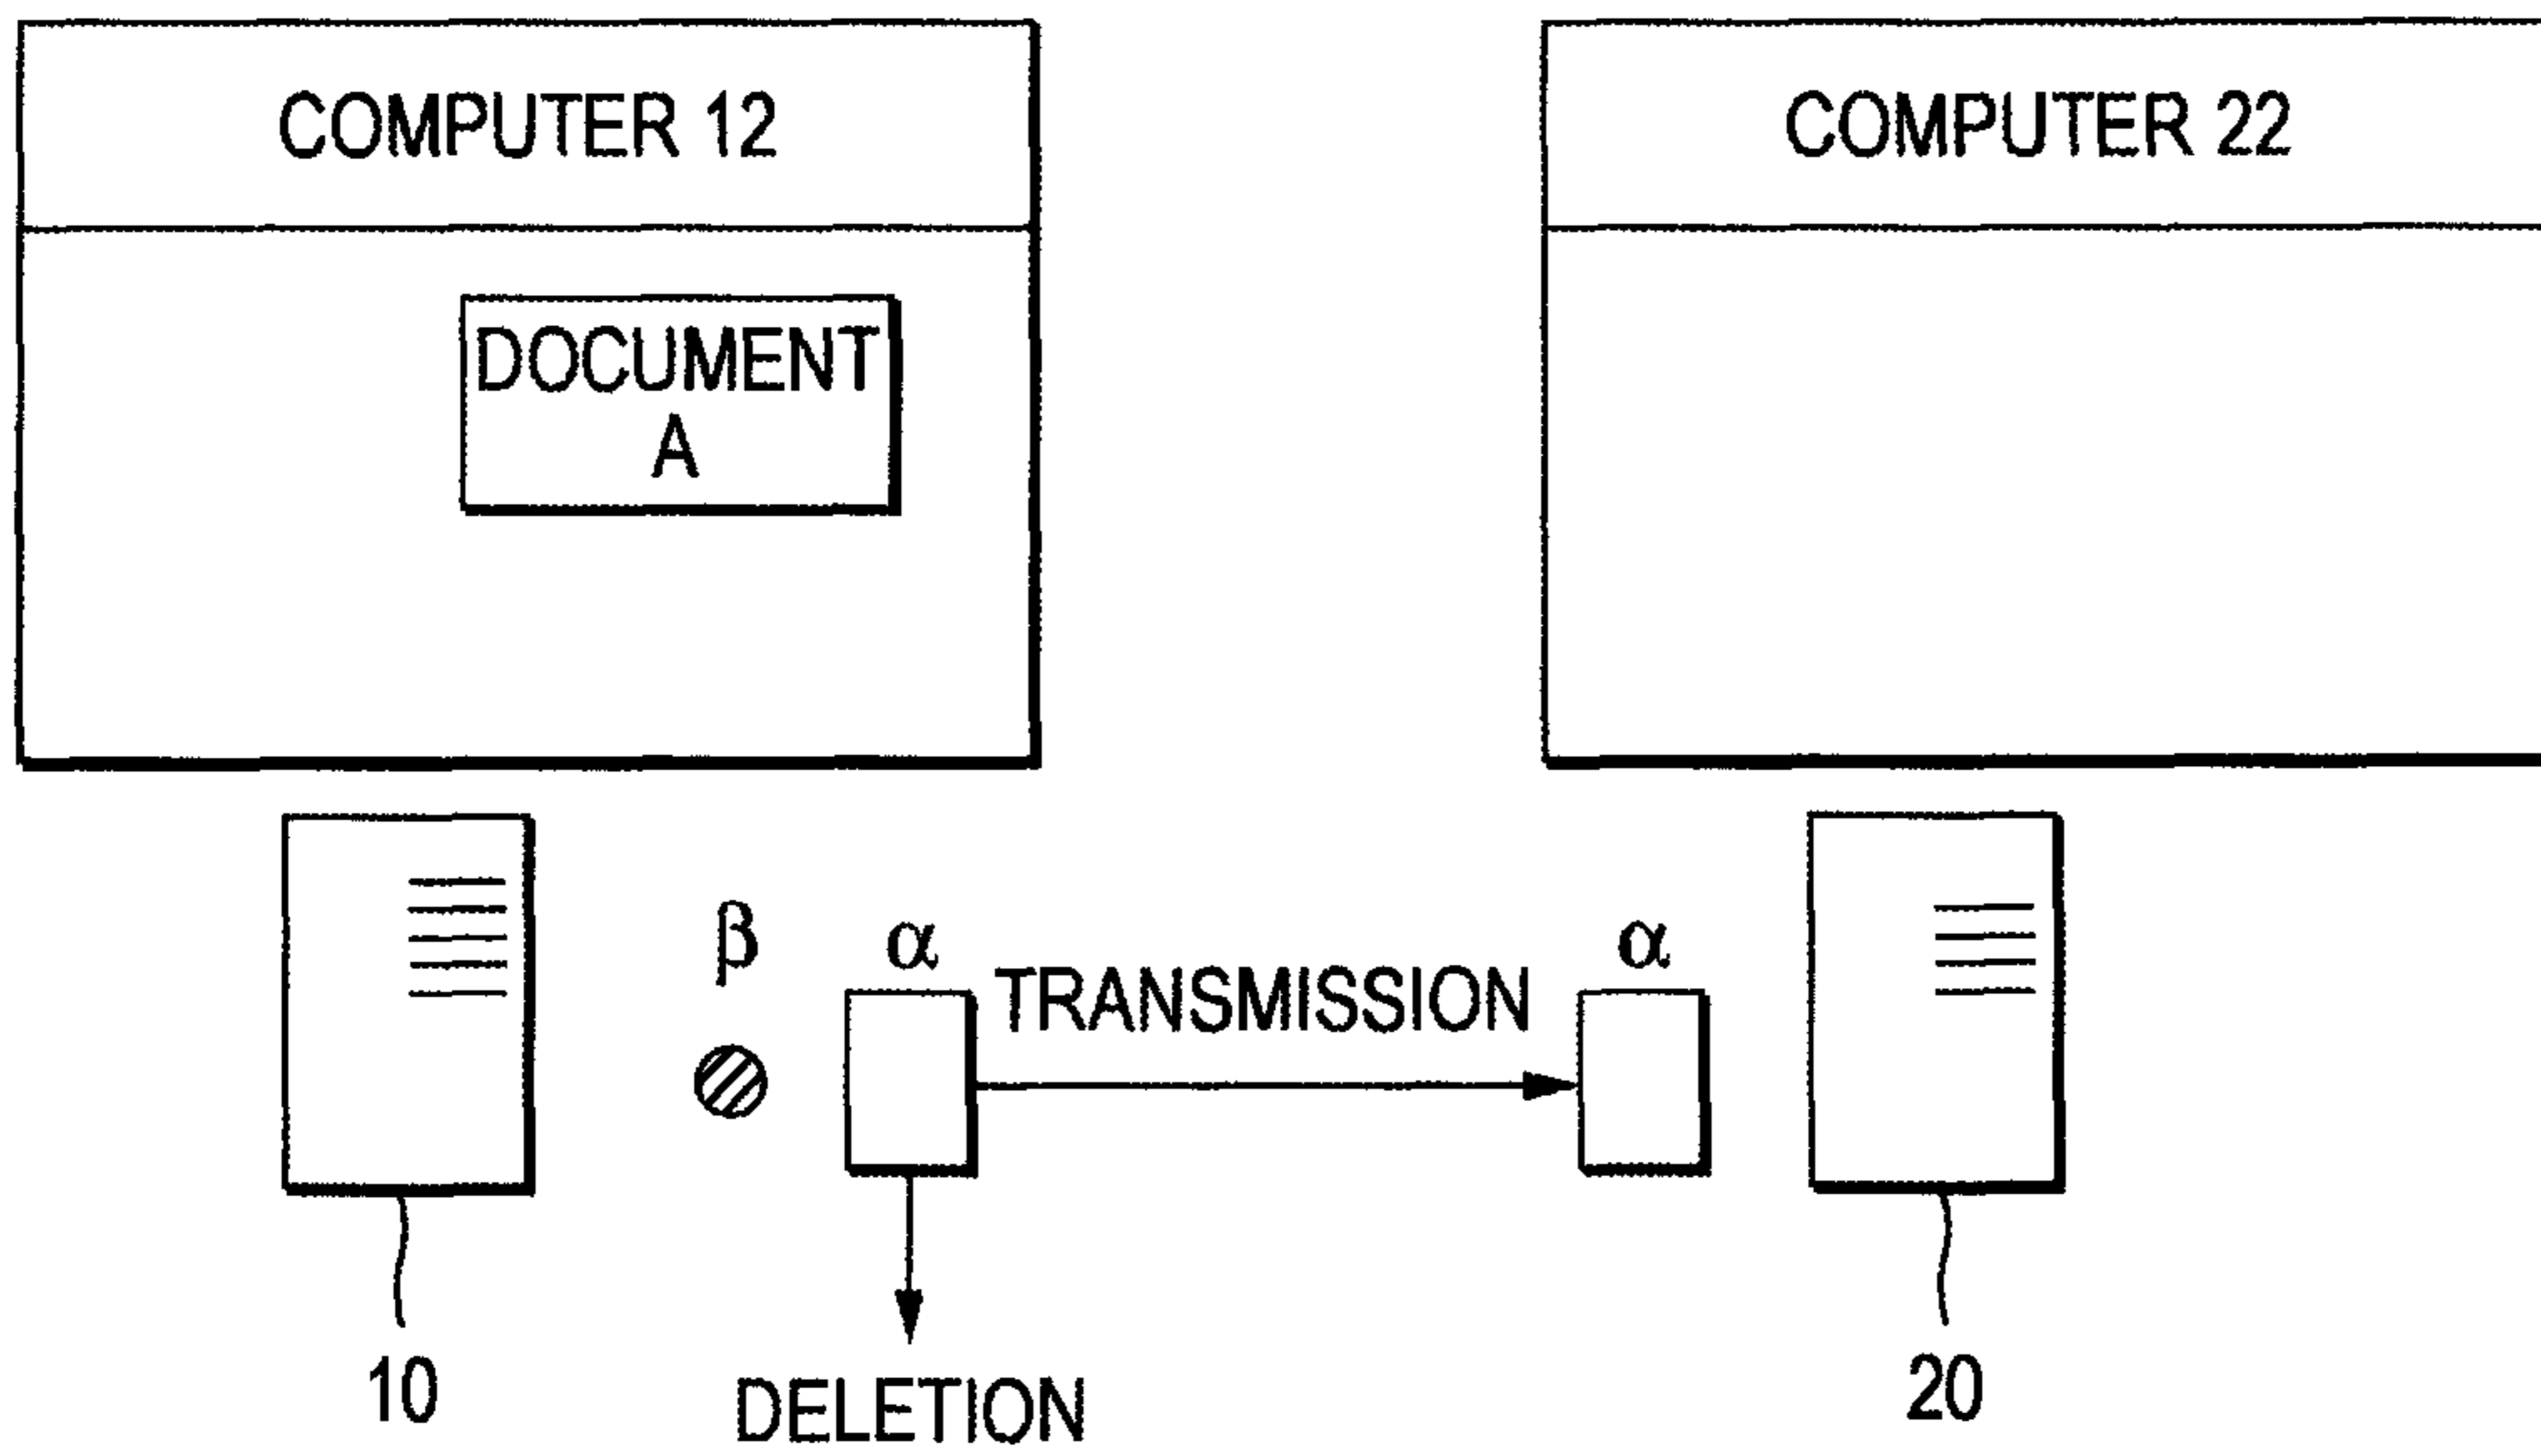 COMPUTER 12
COMPUTER 22
DOCUMENT
A
β
α
TRANSMISSION
α
10
DELETION
20